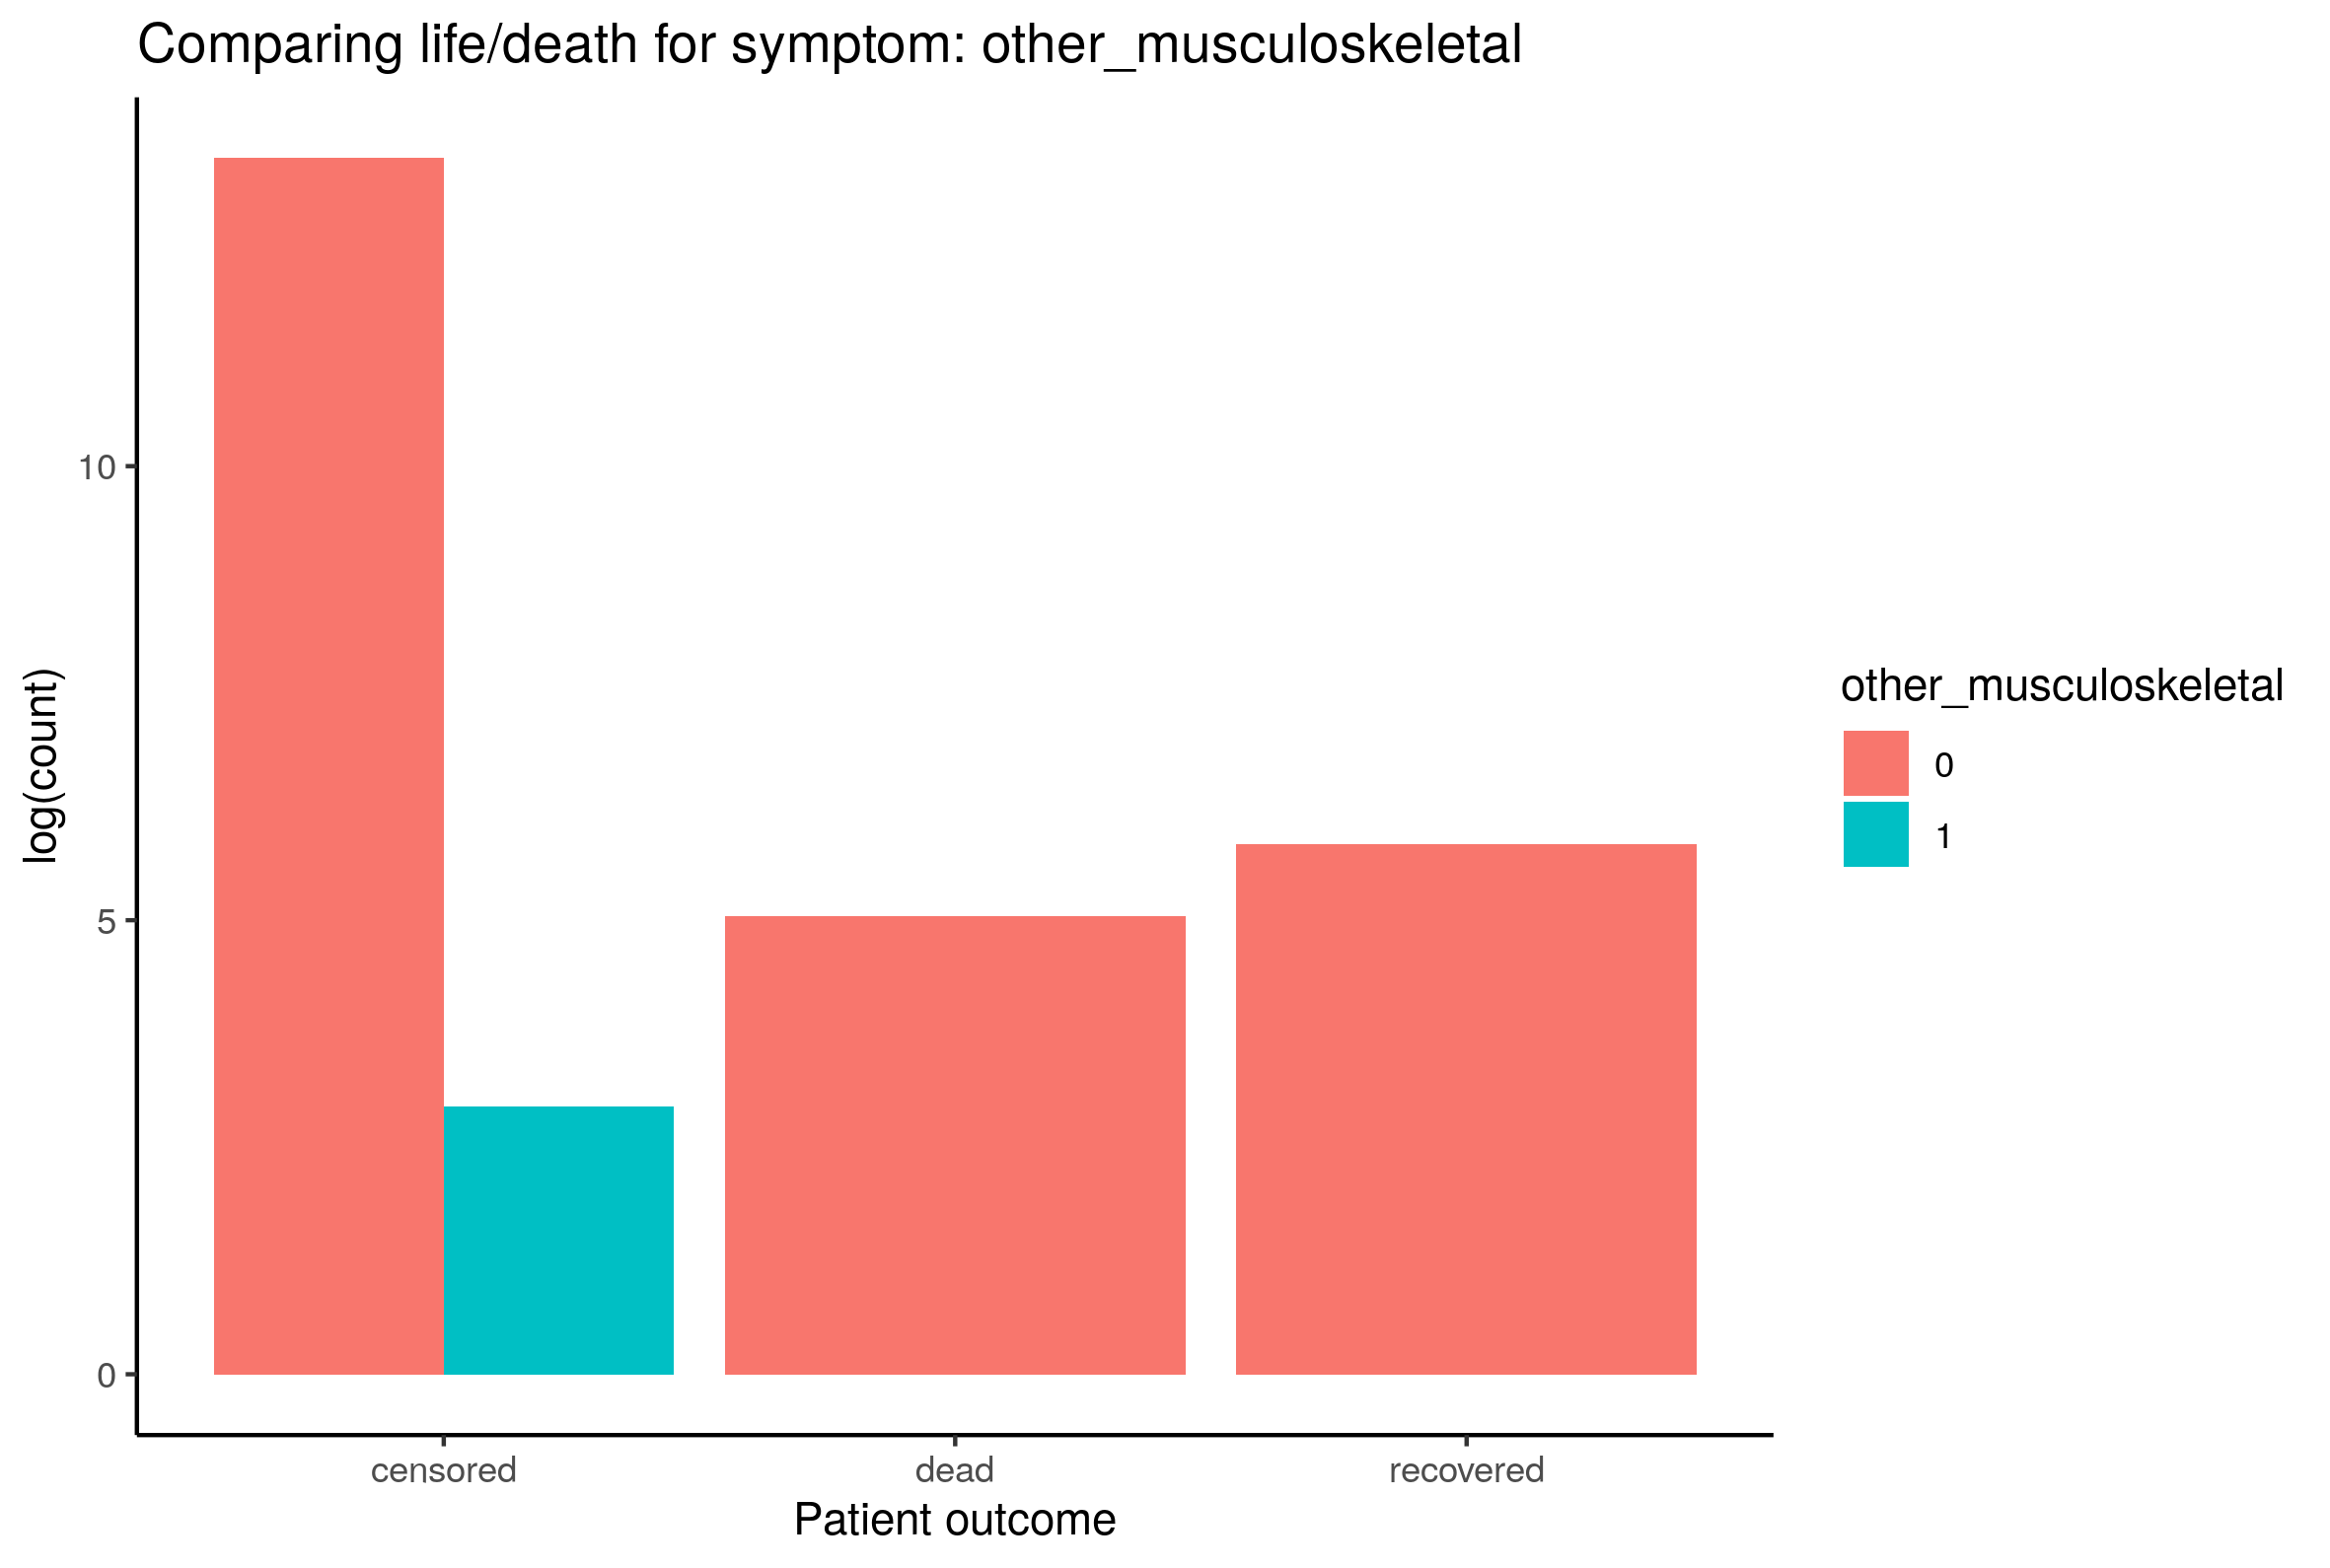 Comparing life/death for symptom: other_musculoskeletal
log(count)
10
5
0
censored
dead
recovered
Patient outcome
other_musculoskeletal
0
1